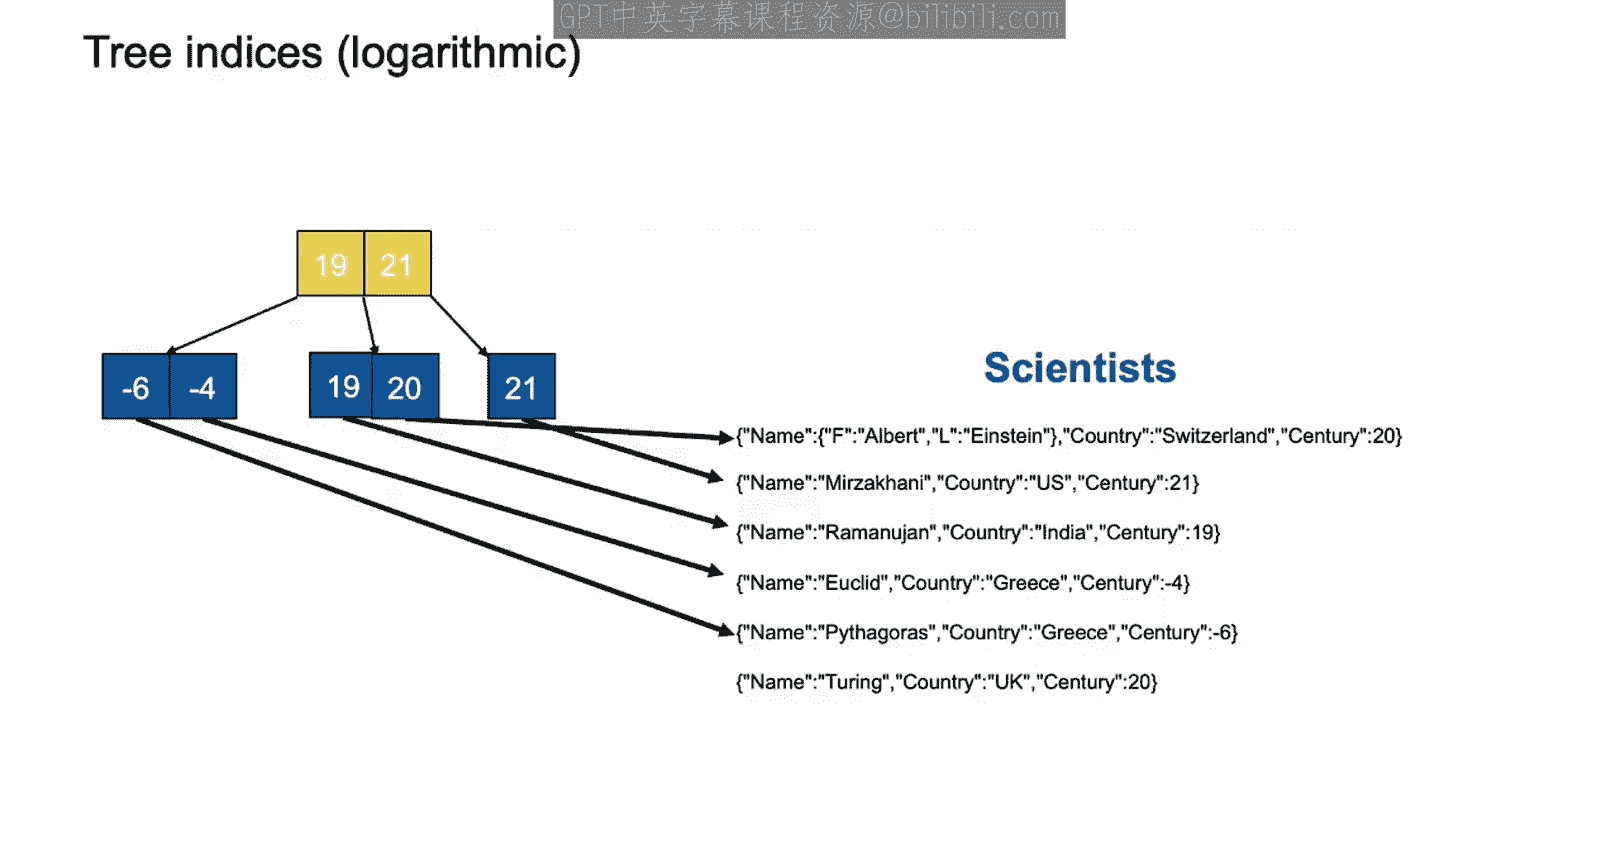 GPT中英字幕课程资源@bilibili.com
Tree indices (logarithmic)
19 21
-6 -4 19 20 21
Scientists
{"Name":{"F":"Albert","L":"Einstein"},"Country":"Switzerland","Century":20}
{"Name":"Mirzakhani","Country":"US","Century":21}
{"Name":"Ramanujan","Country":"India","Century":19}
{"Name":"Euclid","Country":"Greece","Century":-4}
{"Name":"Pythagoras","Country":"Greece","Century":-6}
{"Name":"Turing","Country":"UK","Century":20}